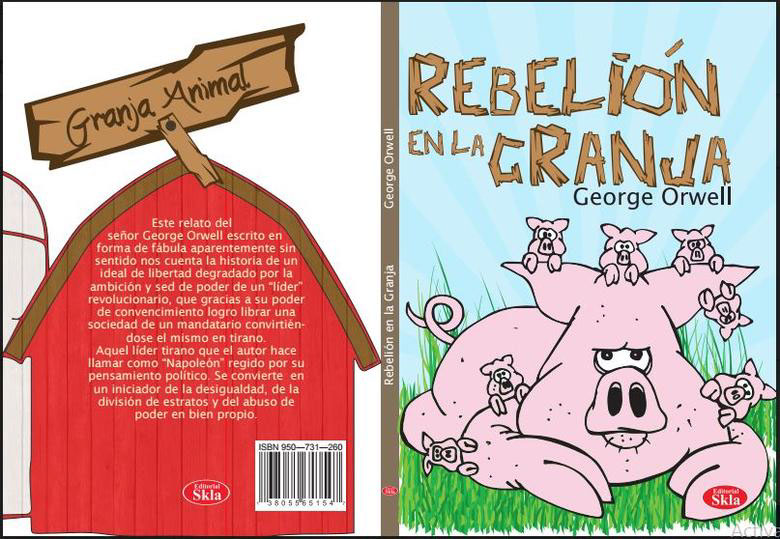 Granja Animal
Este relato del
señor George Orwell escrito en
forma de fábula aparentemente sin
sentido nos cuenta la historia de un
ideal de libertad degradado por la
ambición y sed de poder de un “líder”
revolucionario, que gracias a su poder
de convencimiento logro librar una
sociedad de un mandatario convirtién-
dose el mismo en tirano.
Aquel líder tirano que el autor hace
llamar como “Napoleón” regido por su
pensamiento político. Se convierte en
un iniciador de la desigualdad, de la
división de estratos y del abuso de
poder en bien propio.
ISBN 950—731—260
3805565154
Editorial
Skla
George Orwell
Rebelión en la Granja
REBELIÓN
EN LA GRANJA
George Orwell
Editorial
Skla